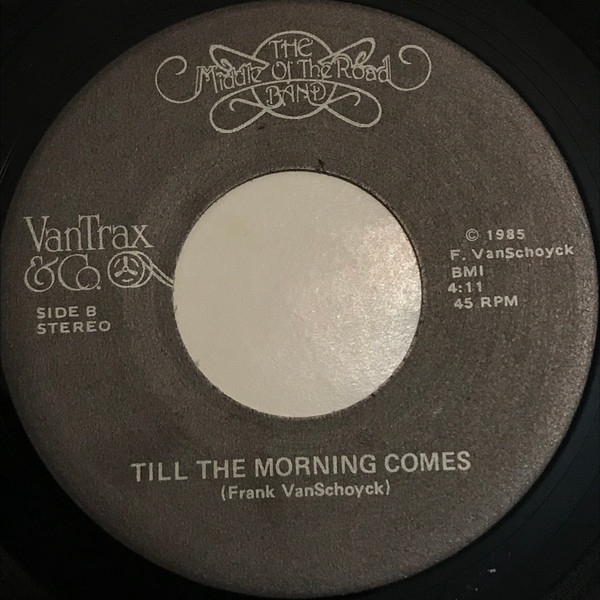 THE
Middle Of The Road
BAND
VanTrax
& Co.
SIDE B
STEREO
© 1985
F. VanSchoyck
BMI
4:11
45 RPM
TILL THE MORNING COMES
(Frank VanSchoyck)